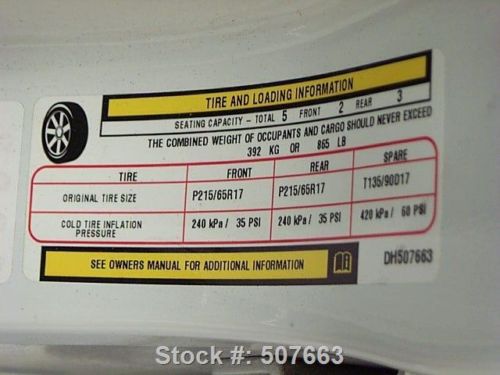 TIRE AND LOADING INFORMATION
SEATING CAPACITY - TOTAL 5 FRONT 2 REAR 3
THE COMBINED WEIGHT OF OCCUPANTS AND CARGO SHOULD NEVER EXCEED
392 KG OR 865 LB
TIRE FRONT REAR SPARE
ORIGINAL TIRE SIZE P215/65R17 P215/65R17 T135/90D17
COLD TIRE INFLATION PRESSURE 240 kPa/ 35 PSI 240 kPa/ 35 PSI 420 kPa/ 60 PSI
SEE OWNERS MANUAL FOR ADDITIONAL INFORMATION
DH507663
Stock #: 507663